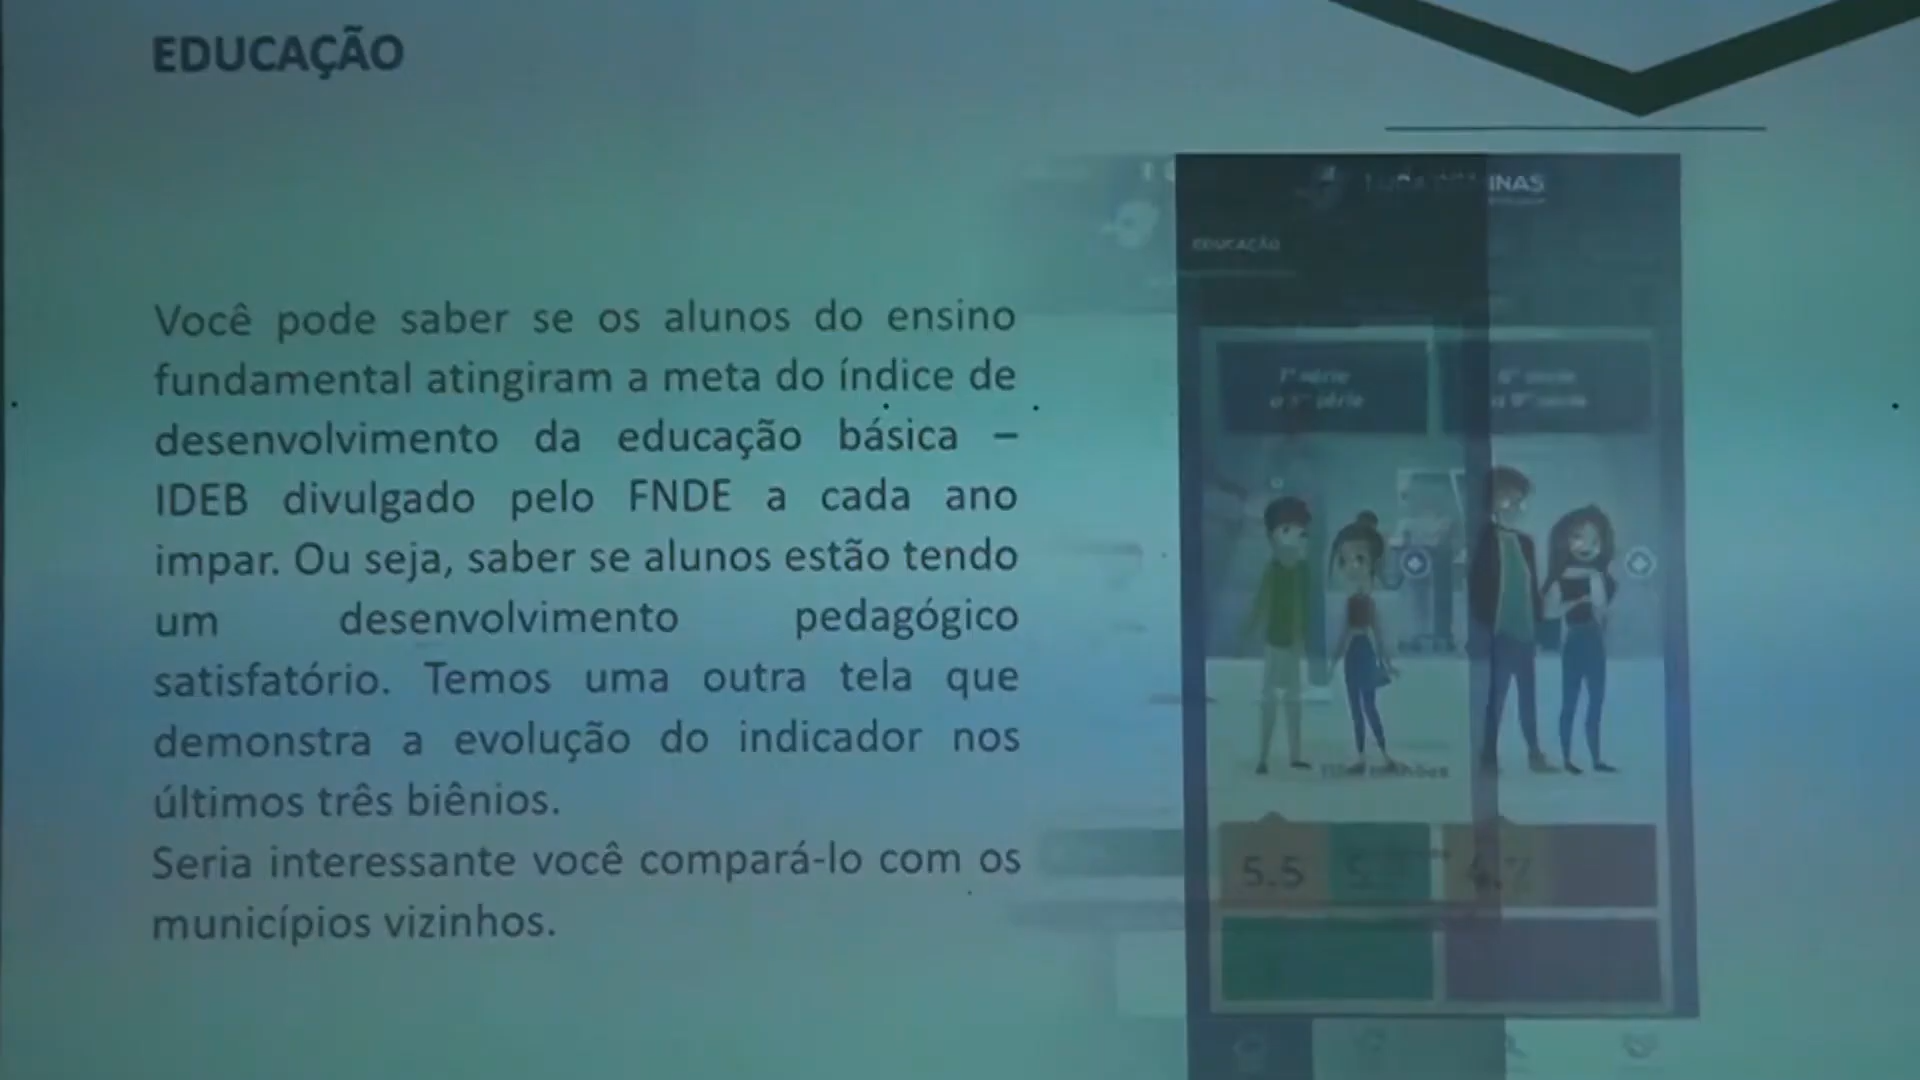 EDUCAÇÃO
Você pode saber se os alunos do ensino
fundamental atingiram a meta do índice de
desenvolvimento da educação básica –
IDEB divulgado pelo FNDE a cada ano
impar. Ou seja, saber se alunos estão tendo
um desenvolvimento pedagógico
satisfatório. Temos uma outra tela que
demonstra a evolução do indicador nos
últimos três biênios.
Seria interessante você compará-lo com os
municípios vizinhos.
EDUCAÇÃO
5.5